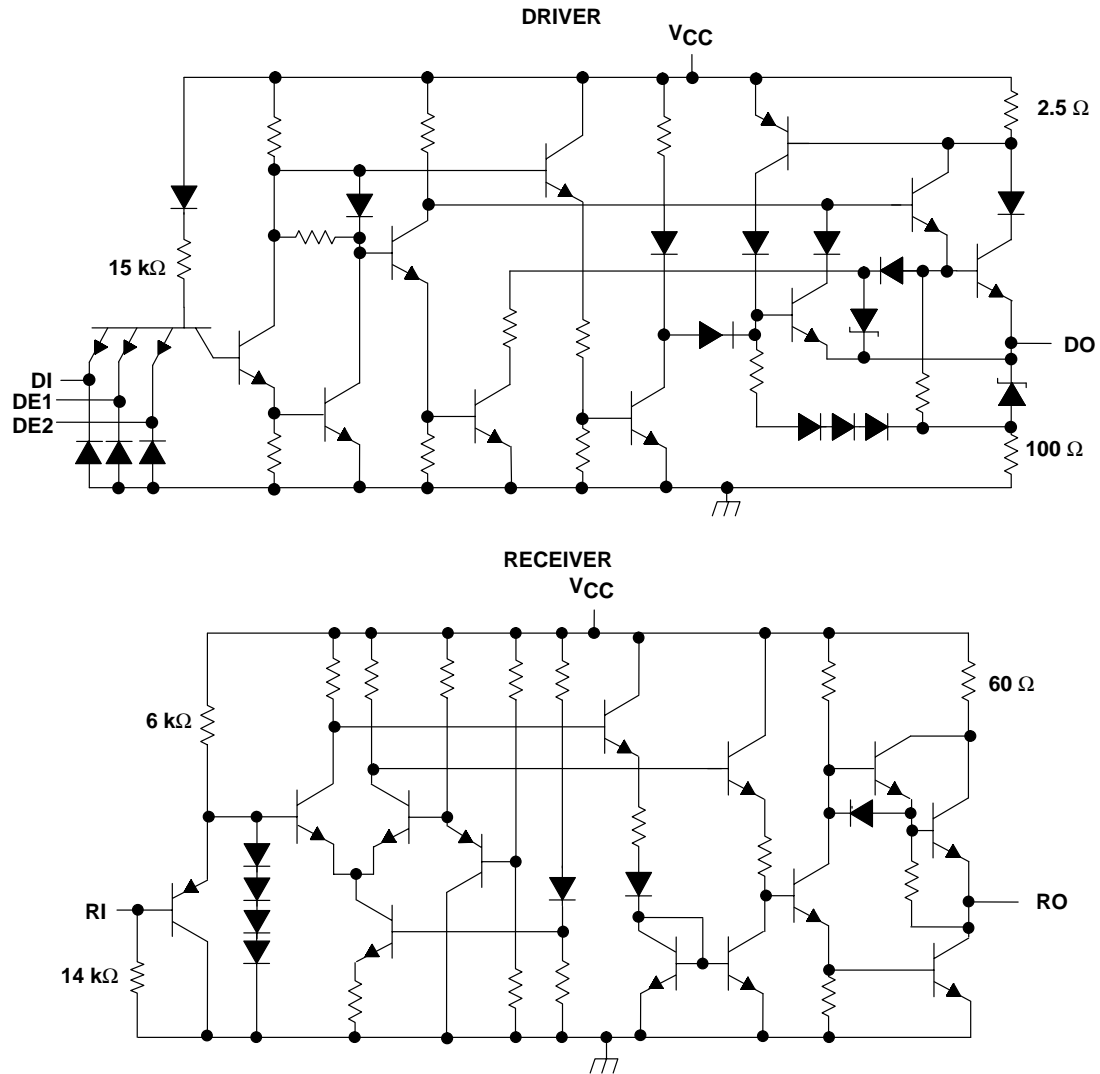 DRIVER
VCC
2.5 Ω
15 kΩ
DI
DE1
DE2
DO
100 Ω
RECEIVER
VCC
6 kΩ
60 Ω
RI
RO
14 kΩ